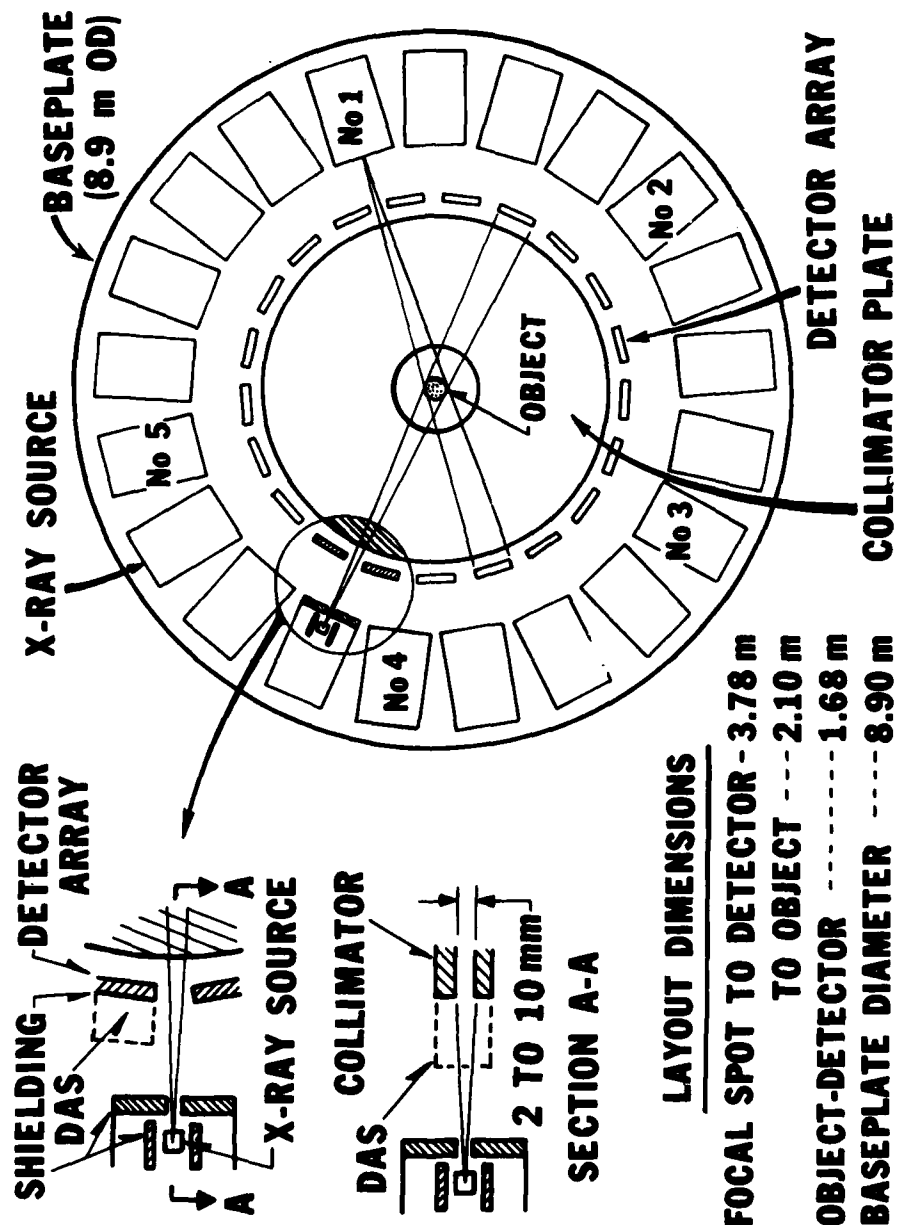 BASEPLATE
(8.9 m OD)
X-RAY SOURCE
No 1
No 2
No 3
No 4
No 5
OBJECT
DETECTOR ARRAY
COLLIMATOR PLATE
SHIELDING
DAS
DETECTOR
ARRAY
A
A
X-RAY SOURCE
DAS
COLLIMATOR
2 TO 10 mm
SECTION A-A
LAYOUT DIMENSIONS
FOCAL SPOT TO DETECTOR - 3.78 m
TO OBJECT --- 2.10 m
OBJECT-DETECTOR -------- 1.68 m
BASEPLATE DIAMETER ---- 8.90 m